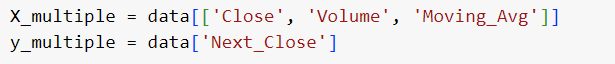 X_multiple = data[['Close', 'Volume', 'Moving_Avg']]
y_multiple = data['Next_Close']